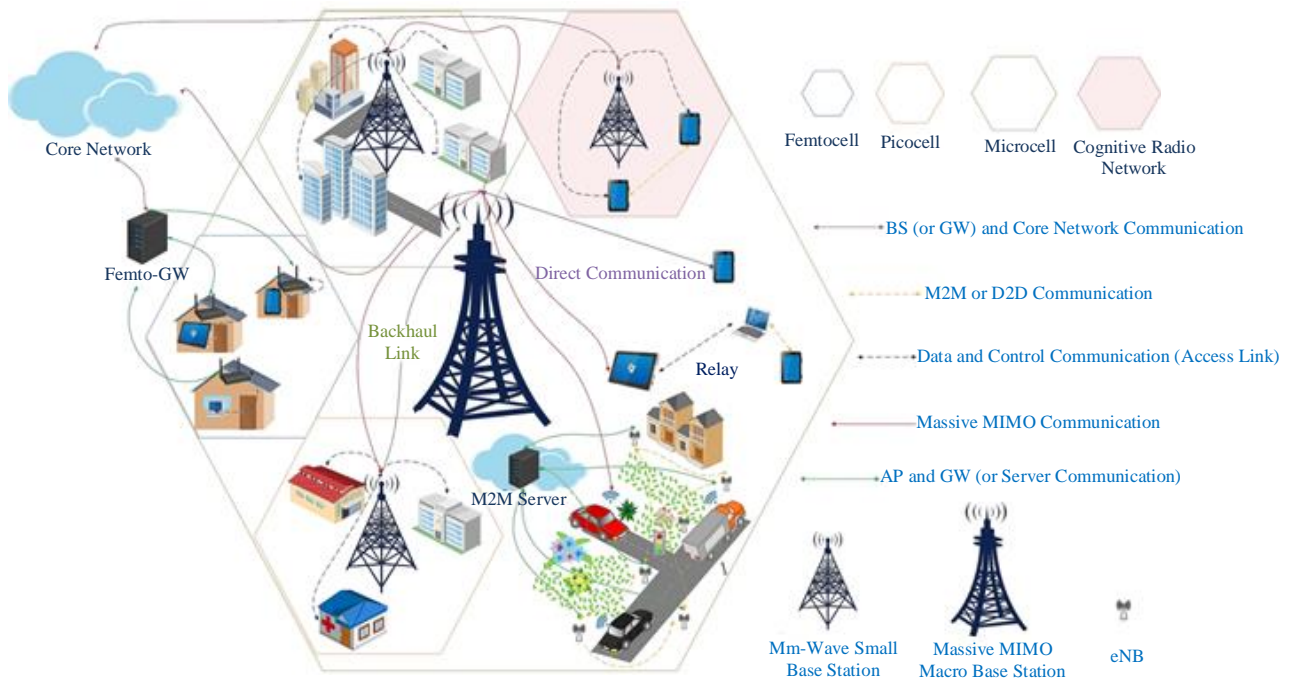 Core Network
Femto-GW
Direct Communication
Backhaul
Link
Relay
M2M Server
Femtocell
Picocell
Microcell
Cognitive Radio
Network
BS (or GW) and Core Network Communication
M2M or D2D Communication
Data and Control Communication (Access Link)
Massive MIMO Communication
AP and GW (or Server Communication)
Mm-Wave Small
Base Station
Massive MIMO
Macro Base Station
eNB